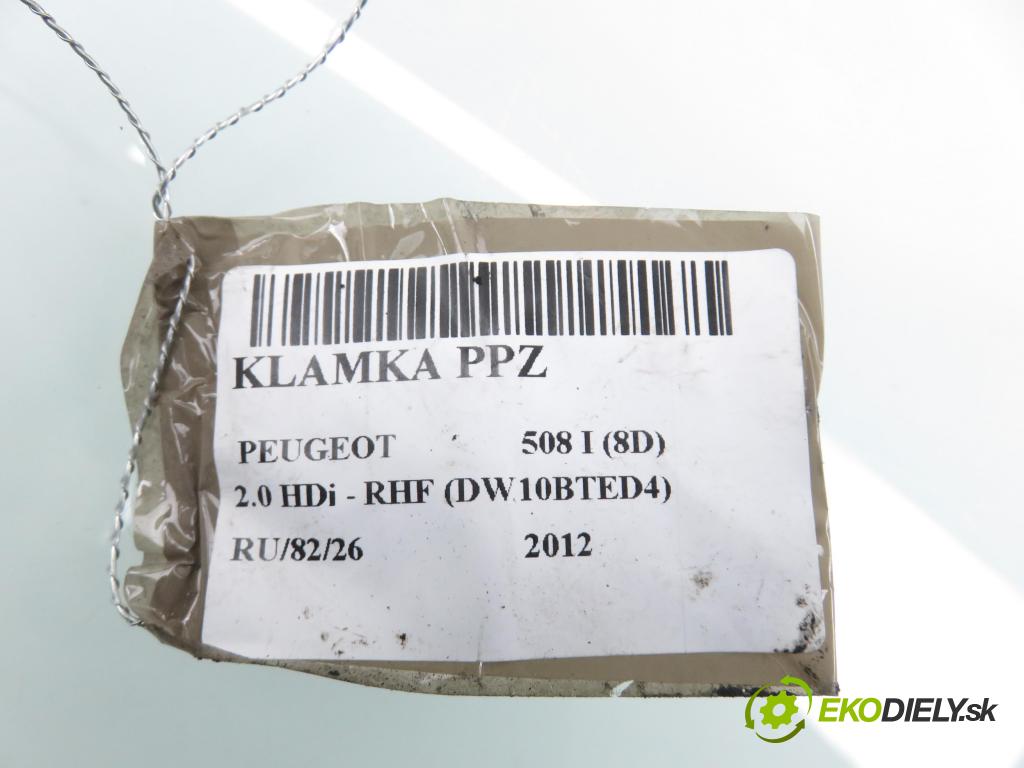 KLAMKA PPZ
PEUGEOT 508 I (8D)
2.0 HDi - RHF (DW10BTED4)
RU/82/26 2012
EKODIELY.sk